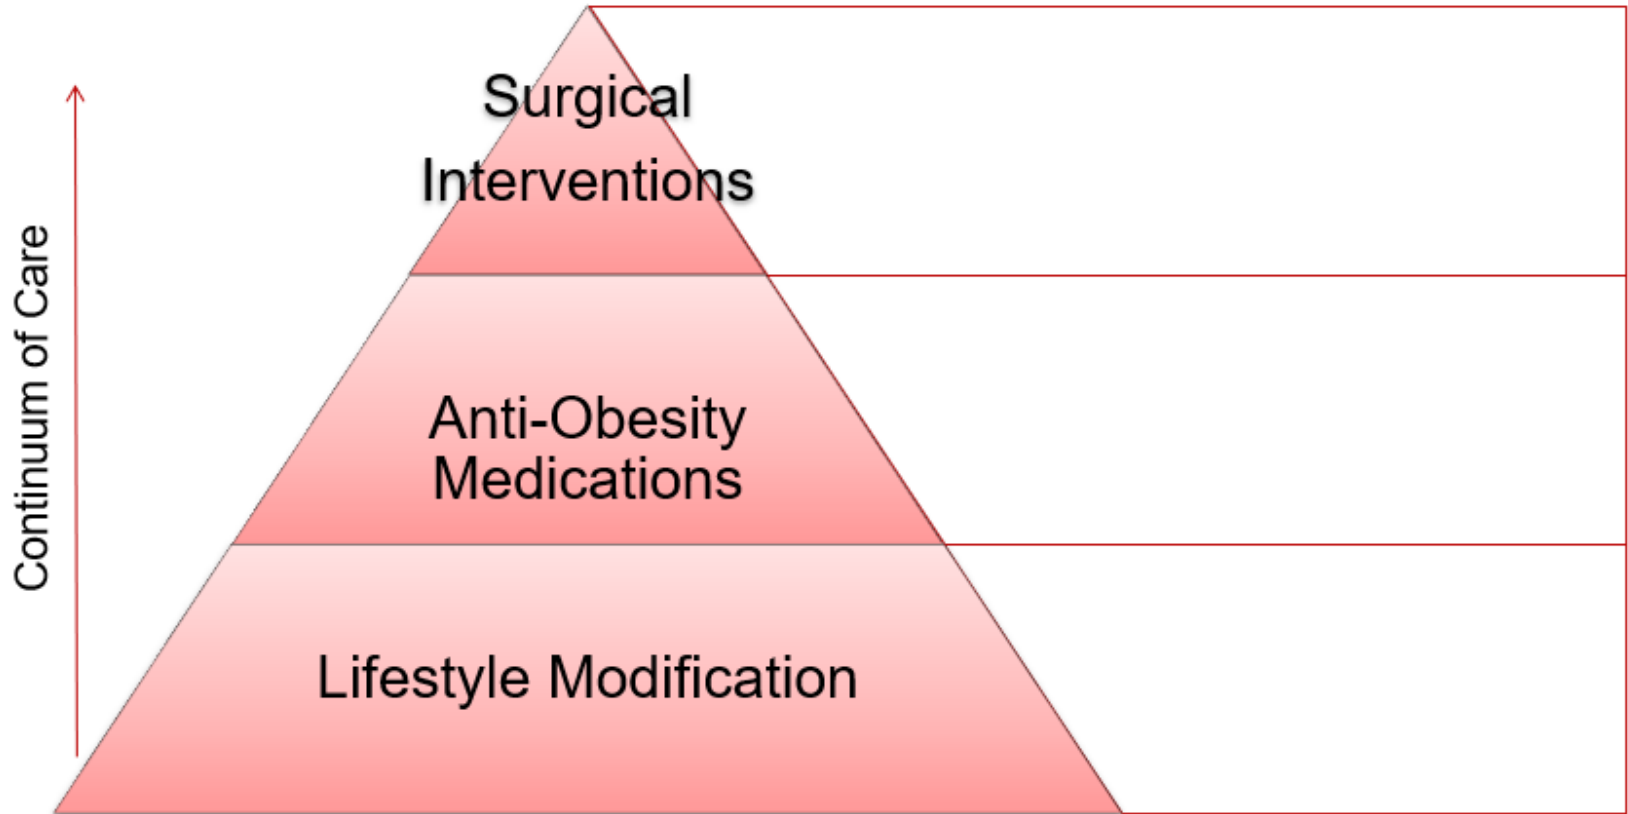 Surgical
Interventions
Continuum of Care
Anti-Obesity
Medications
Lifestyle Modification